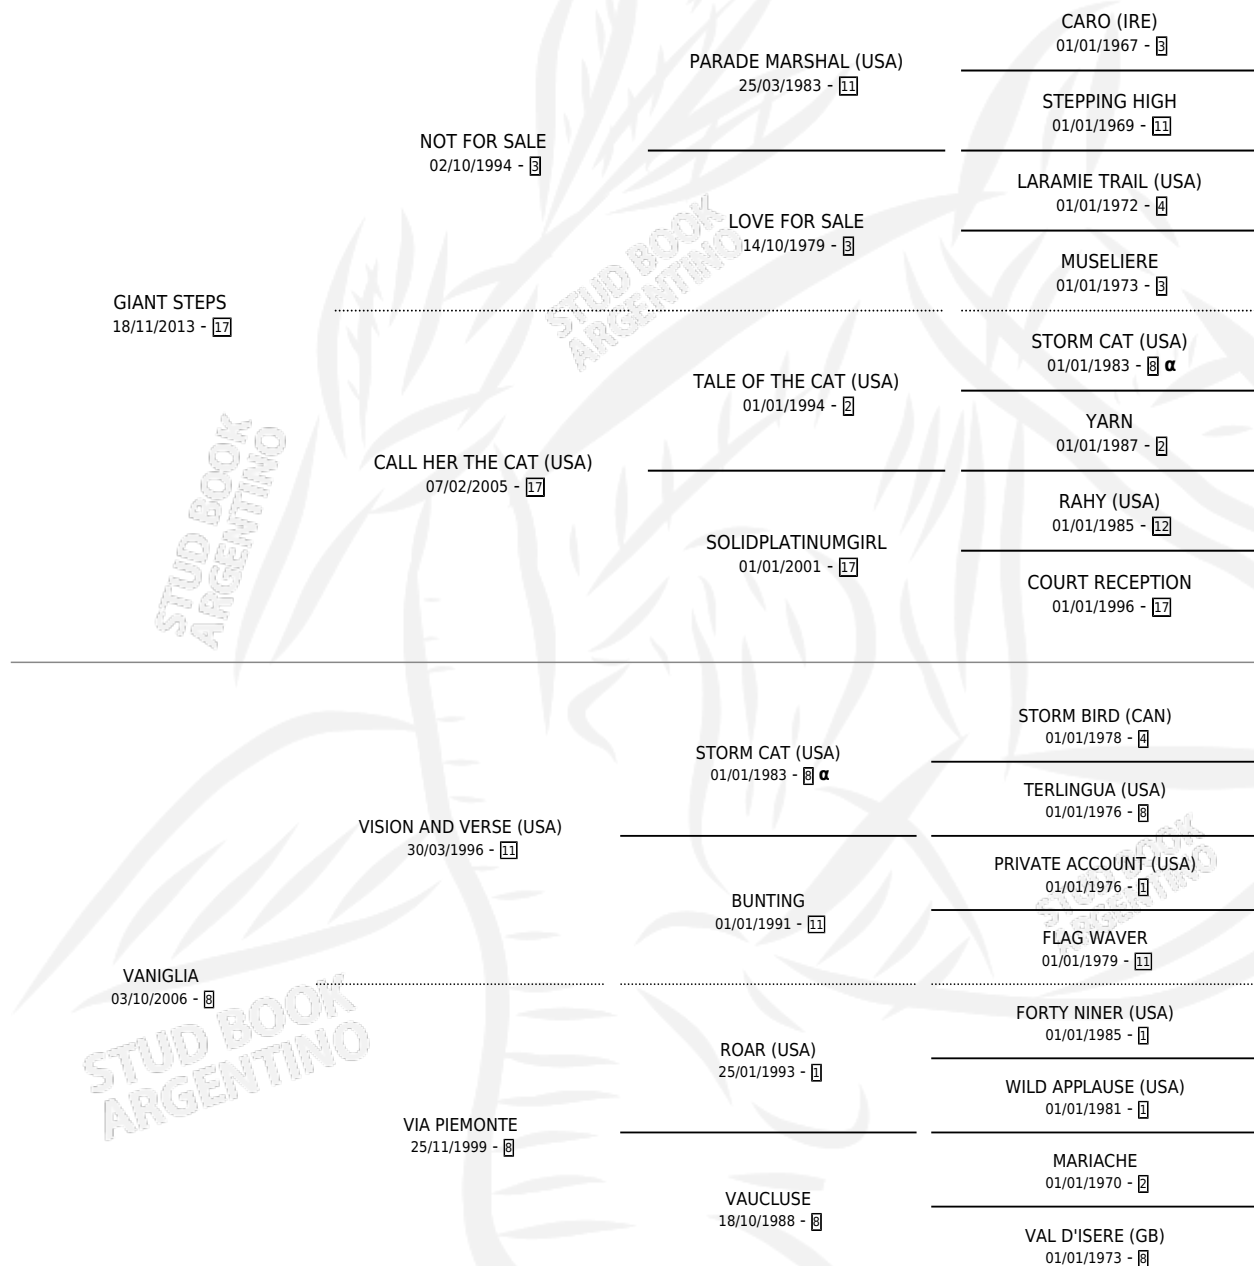 CARO (IRE)
01/01/1967 - 3
PARADE MARSHAL (USA)
25/03/1983 - 11
STEPPING HIGH
01/01/1969 - 11
NOT FOR SALE
02/10/1994 - 3
LARAMIE TRAIL (USA)
01/01/1972 - 4
LOVE FOR SALE
14/10/1979 - 3
MUSELIERE
01/01/1973 - 3
GIANT STEPS
18/11/2013 - 17
STORM CAT (USA)
01/01/1983 - 8 α
TALE OF THE CAT (USA)
01/01/1994 - 2
YARN
01/01/1987 - 2
CALL HER THE CAT (USA)
07/02/2005 - 17
RAHY (USA)
01/01/1985 - 12
SOLIDPLATINUMGIRL
01/01/2001 - 17
COURT RECEPTION
01/01/1996 - 17
STORM BIRD (CAN)
01/01/1978 - 4
STORM CAT (USA)
01/01/1983 - 8 α
TERLINGUA (USA)
01/01/1976 - 8
VISION AND VERSE (USA)
30/03/1996 - 11
PRIVATE ACCOUNT (USA)
01/01/1976 - 1
BUNTING
01/01/1991 - 11
FLAG WAVER
01/01/1979 - 11
VANIGLIA
03/10/2006 - 8
FORTY NINER (USA)
01/01/1985 - 1
ROAR (USA)
25/01/1993 - 1
WILD APPLAUSE (USA)
01/01/1981 - 1
VIA PIEMONTE
25/11/1999 - 8
MARIACHE
01/01/1970 - 2
VAUCLUSE
18/10/1988 - 8
VAL D'ISERE (GB)
01/01/1973 - 8
STUD BOOK
ARGENTINO
STUD BOOK
ARGENTINO
STUD BOOK
ARGENTINO
STUD BOOK
ARGENTINO